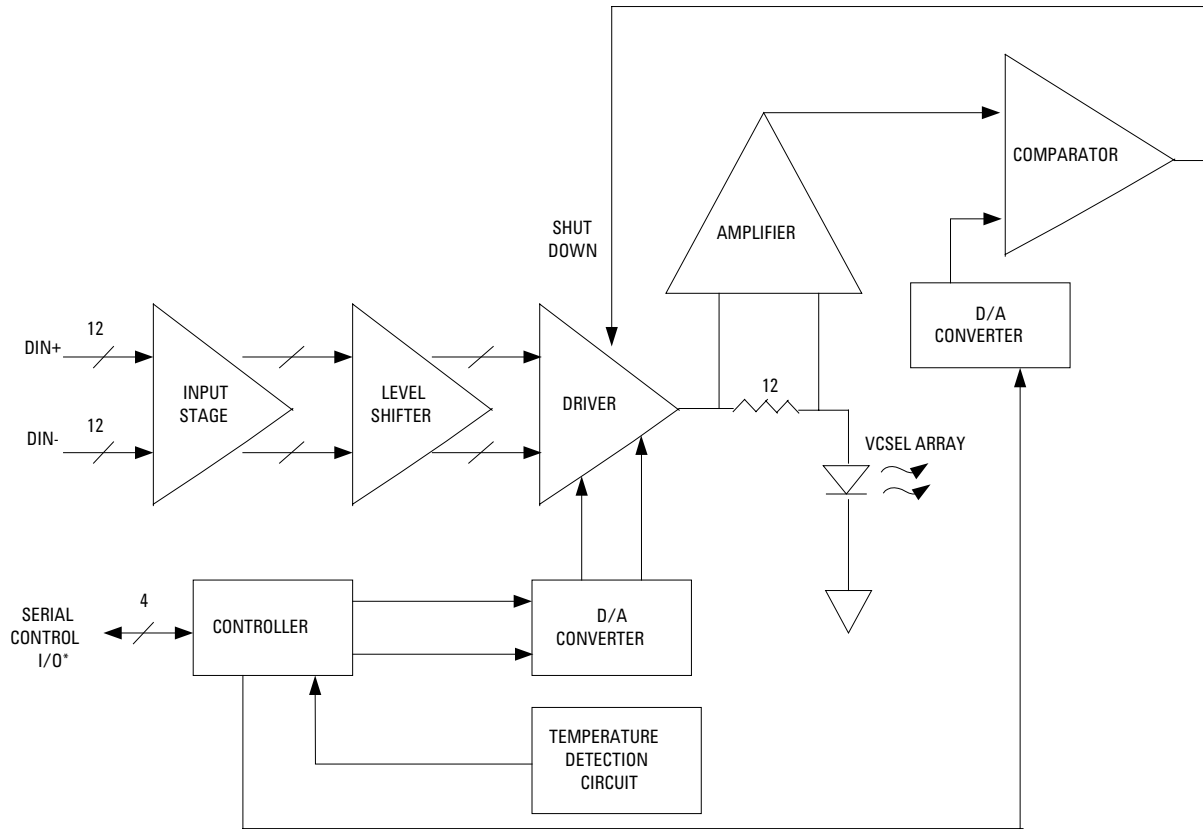 SHUT
DOWN
AMPLIFIER
COMPARATOR
D/A
CONVERTER
DIN+
12
DIN-
12
INPUT
STAGE
LEVEL
SHIFTER
DRIVER
12
VCSEL ARRAY
SERIAL
CONTROL
I/O*
4
CONTROLLER
D/A
CONVERTER
TEMPERATURE
DETECTION
CIRCUIT